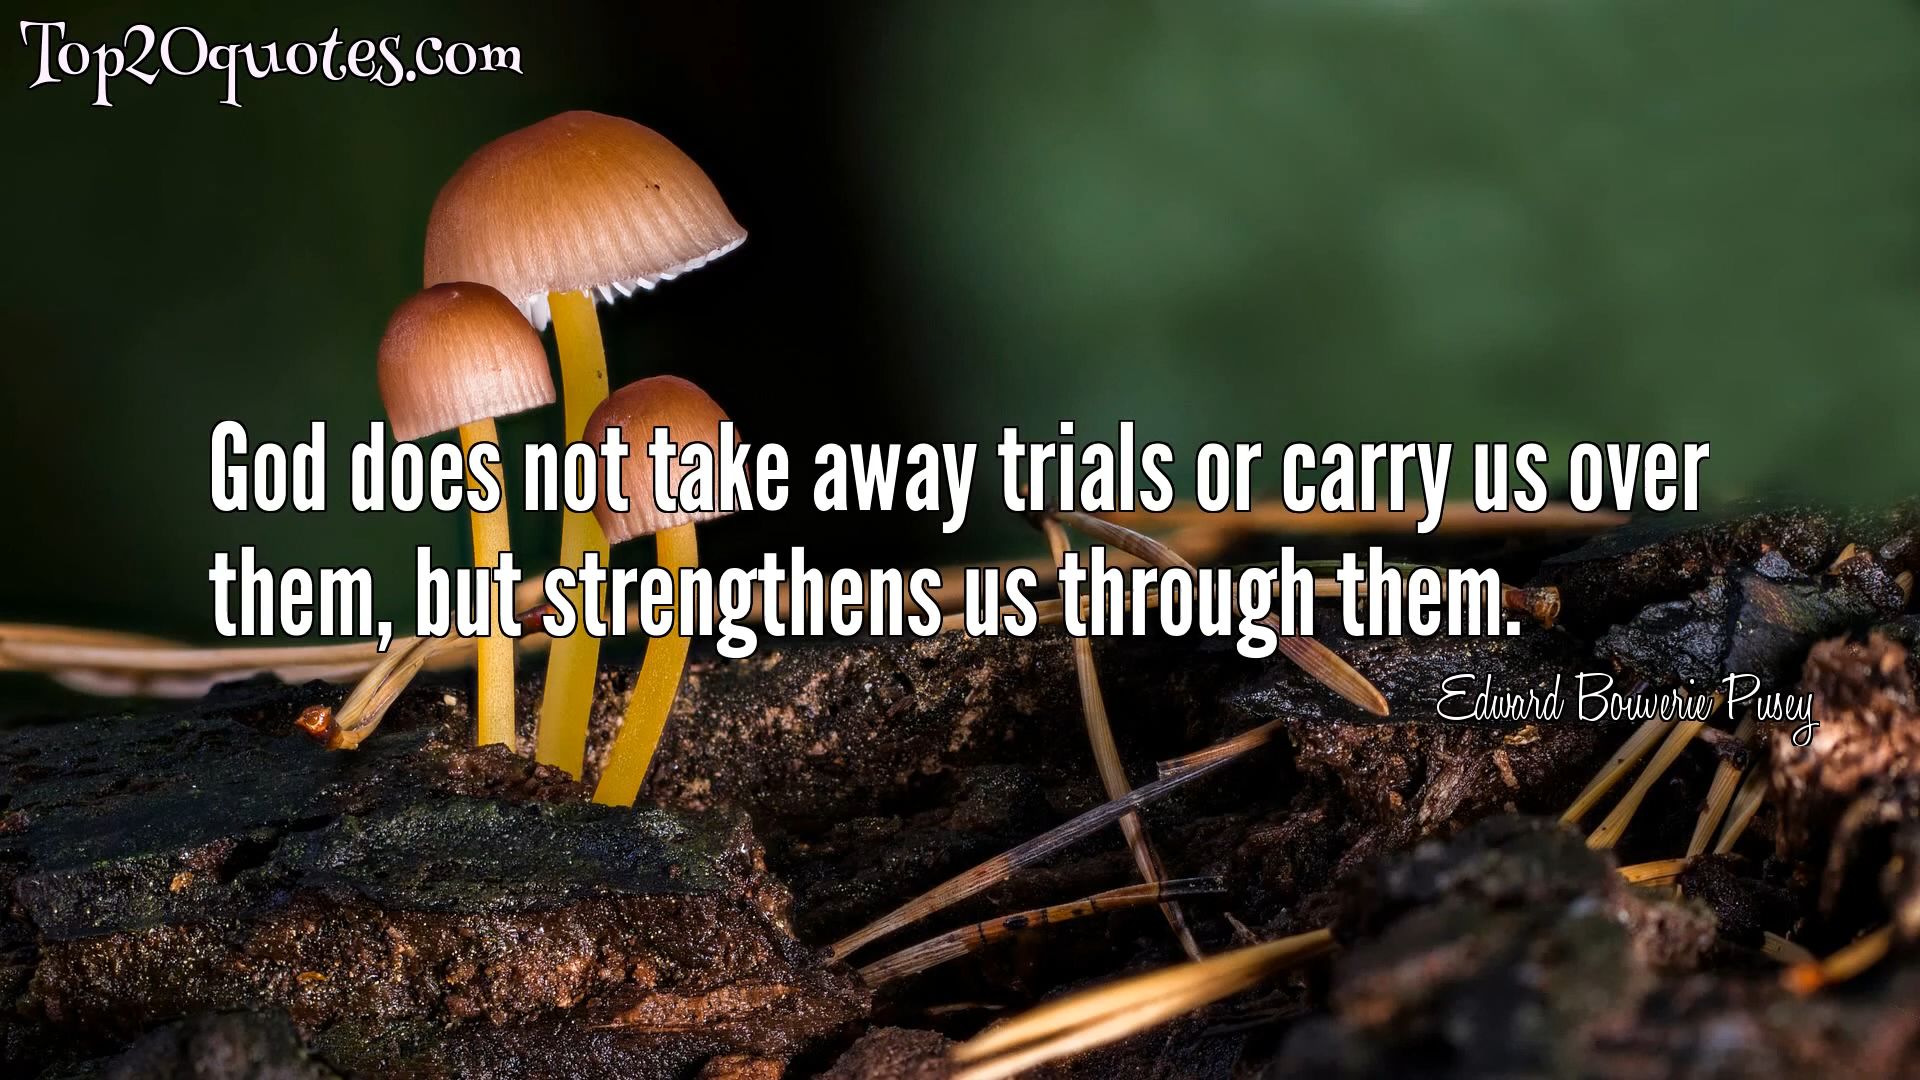 Top20quotes.com
God does not take away trials or carry us over
them, but strengthens us through them.
Edward Bouverie Pusey